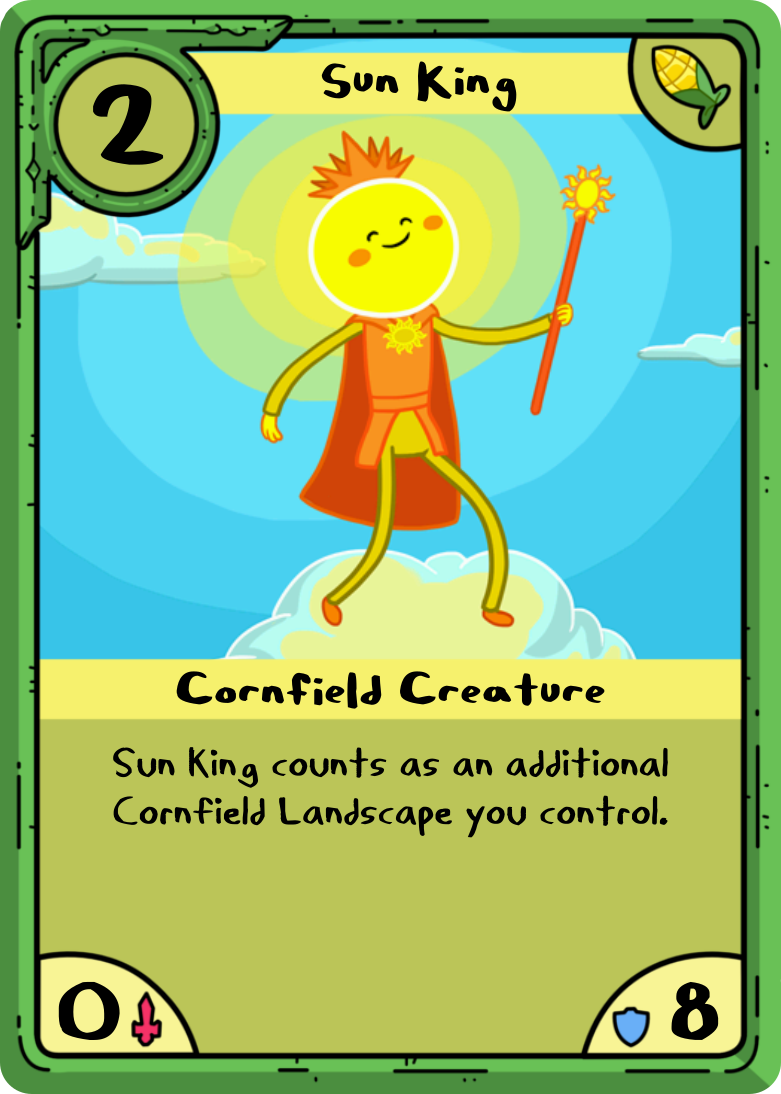 2
Sun King
Cornfield Creature
Sun King counts as an additional
Cornfield Landscape you control.
0
8